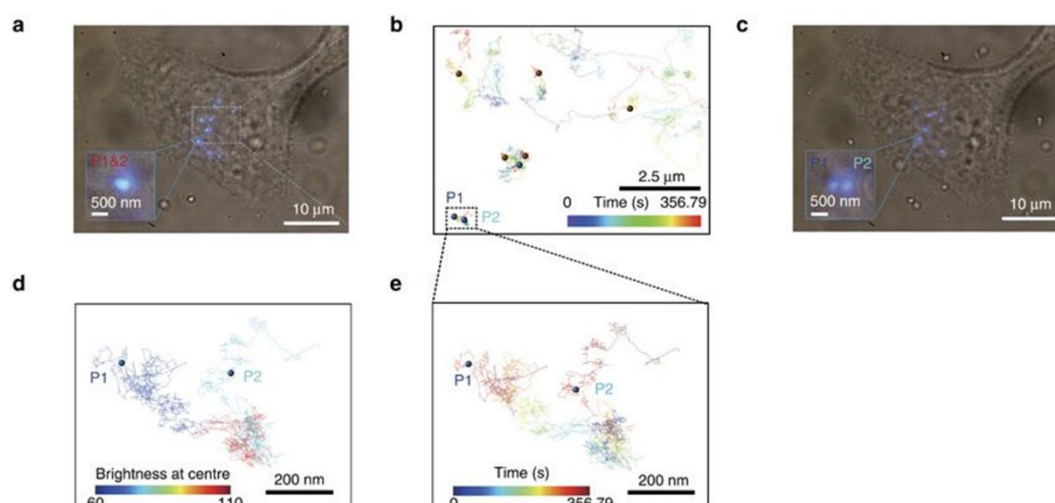 a
P1&2
500 nm
10 μm
b
2.5 μm
0 Time (s) 356.79
P1
P2
c
P1 P2
500 nm
10 μm
d
P1
P2
Brightness at centre
200 nm
60 110
e
P1
P2
Time (s)
200 nm
0 356.79